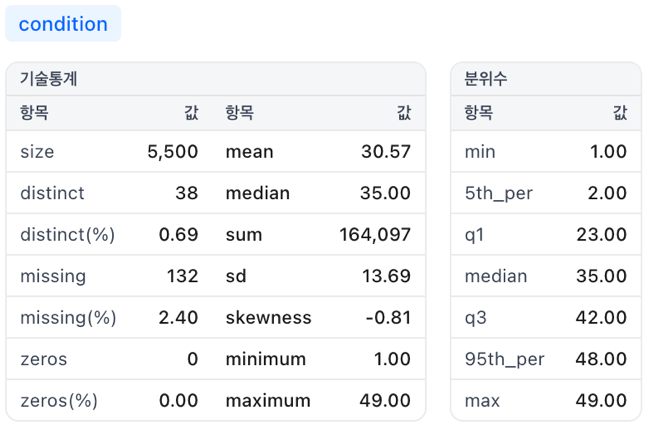 condition
기술통계
항목 값 항목 값
size 5,500 mean 30.57
distinct 38 median 35.00
distinct(%) 0.69 sum 164,097
missing 132 sd 13.69
missing(%) 2.40 skewness -0.81
zeros 0 minimum 1.00
zeros(%) 0.00 maximum 49.00
분위수
항목 값
min 1.00
5th_per 2.00
q1 23.00
median 35.00
q3 42.00
95th_per 48.00
max 49.00